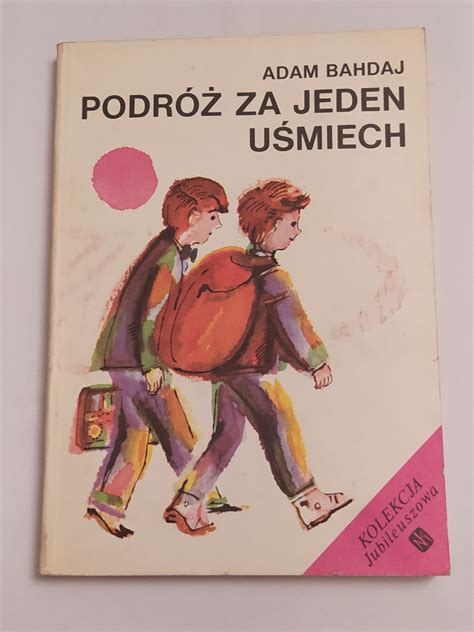 ADAM BAHDAJ
PODRÓŻ ZA JEDEN
UŚMIECH
KOLEKCJA
Jubileuszowa